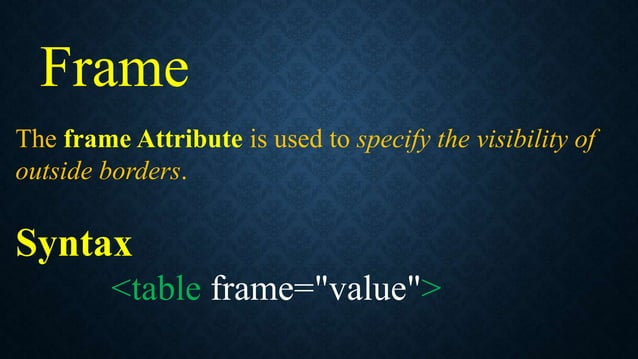 Frame
The frame Attribute is used to specify the visibility of
outside borders.
Syntax
<table frame="value">